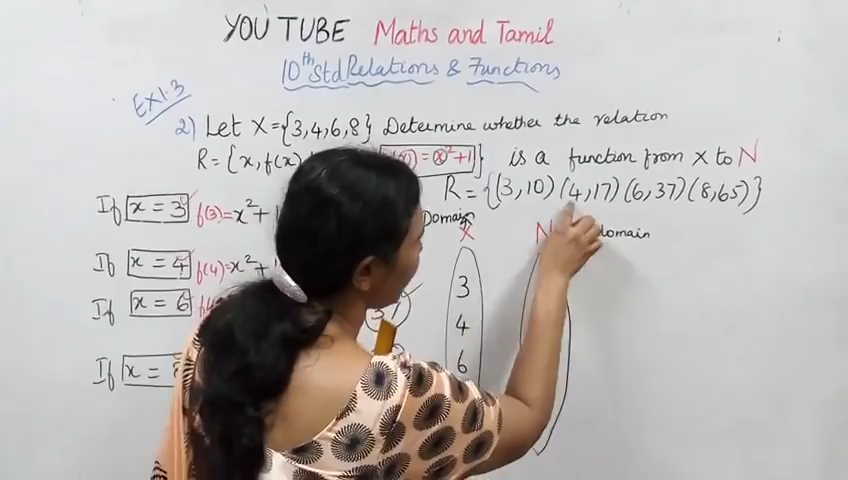 YOU TUBE Maths and Tamil
10th Std Relations & Functions
EX1.3
2) Let X={3,4,6,8} Determine whether the relation
R={x,f(x) f(x)=x²+1} is a function from X to N
R={(3,10)(4,17)(6,37)(8,65)}
If x=3 f(3)=x²+
Domain
X N domain
If x=4 f(4)=x²+
3
If x=6
4
6
If x=